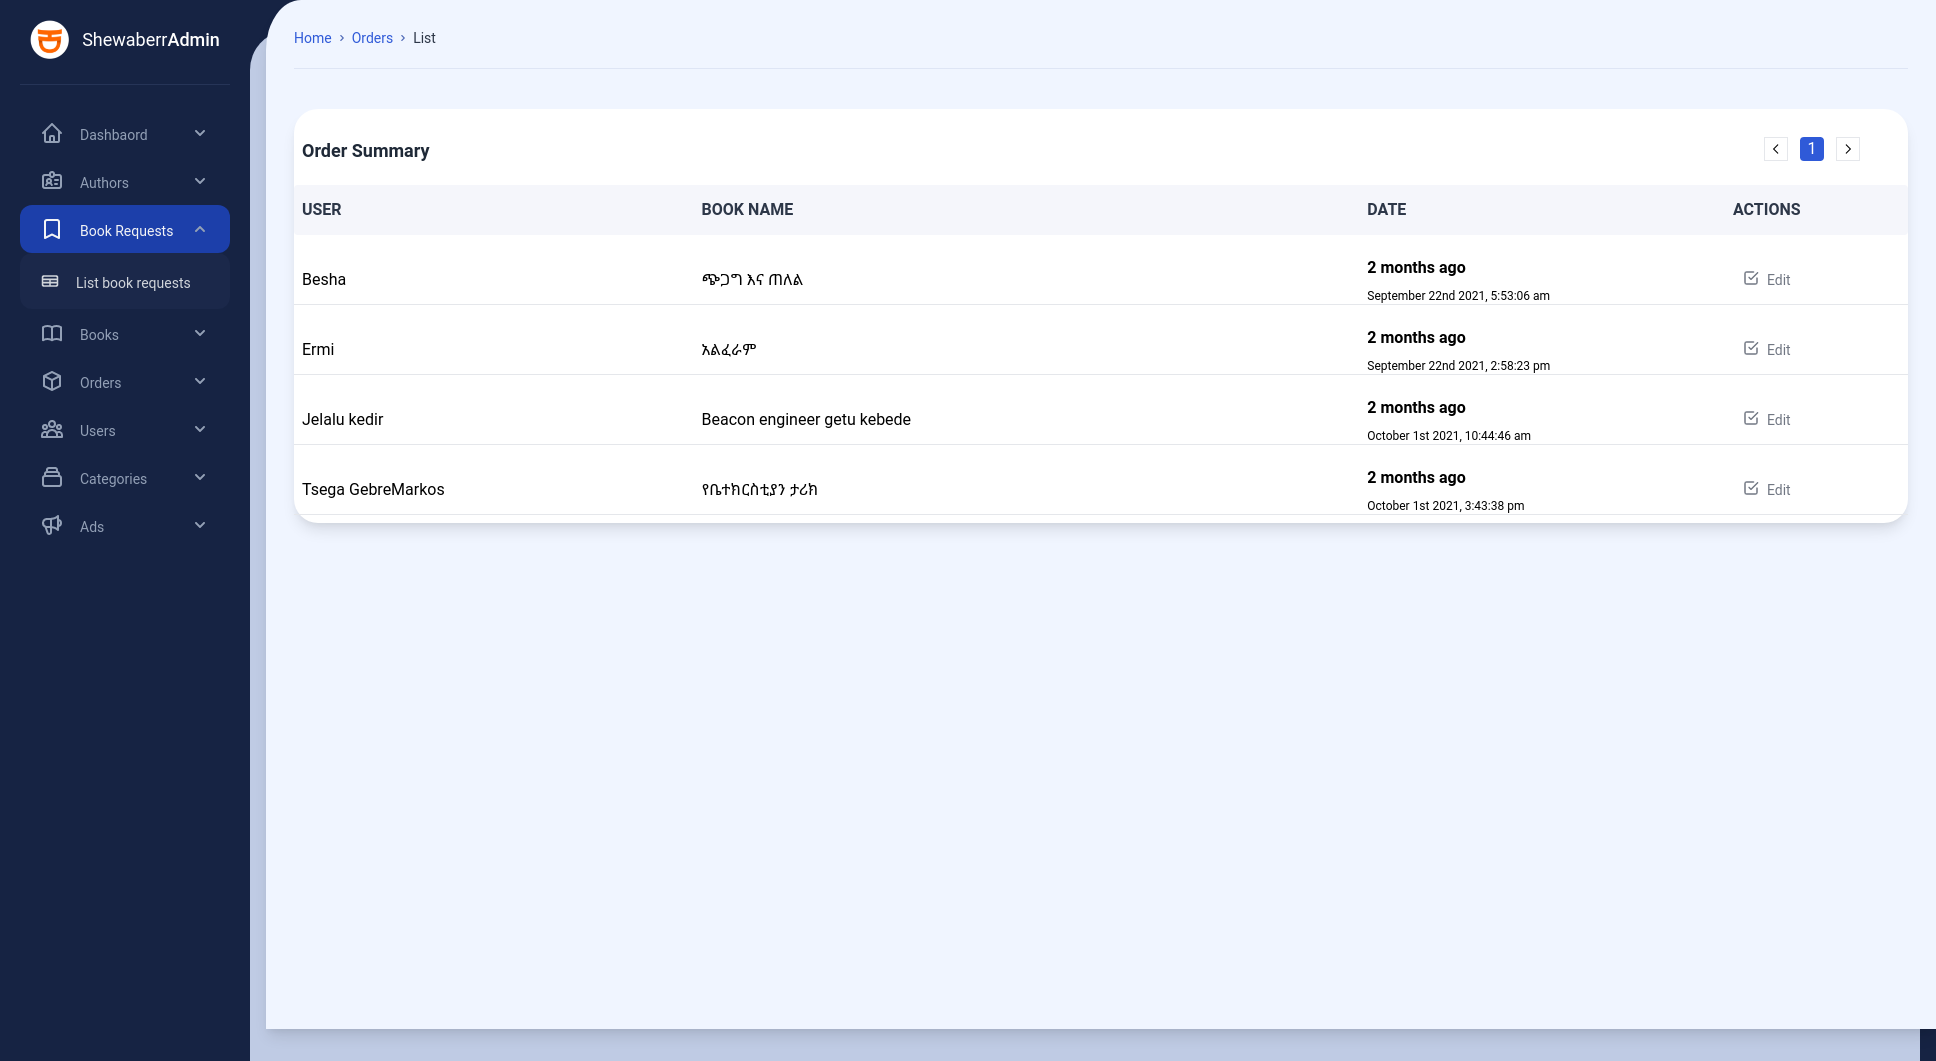 ShewaberrAdmin
Home › Orders › List
Dashbaord
Authors
Book Requests
List book requests
Books
Orders
Users
Categories
Ads
Order Summary
1
USER BOOK NAME DATE ACTIONS
Besha ጭጋግ እና ጠለል 2 months ago Edit
September 22nd 2021, 5:53:06 am
Ermi አልፈራም 2 months ago Edit
September 22nd 2021, 2:58:23 pm
Jelalu kedir Beacon engineer getu kebede 2 months ago Edit
October 1st 2021, 10:44:46 am
Tsega GebreMarkos የቤተክርስቲያን ታሪክ 2 months ago Edit
October 1st 2021, 3:43:38 pm